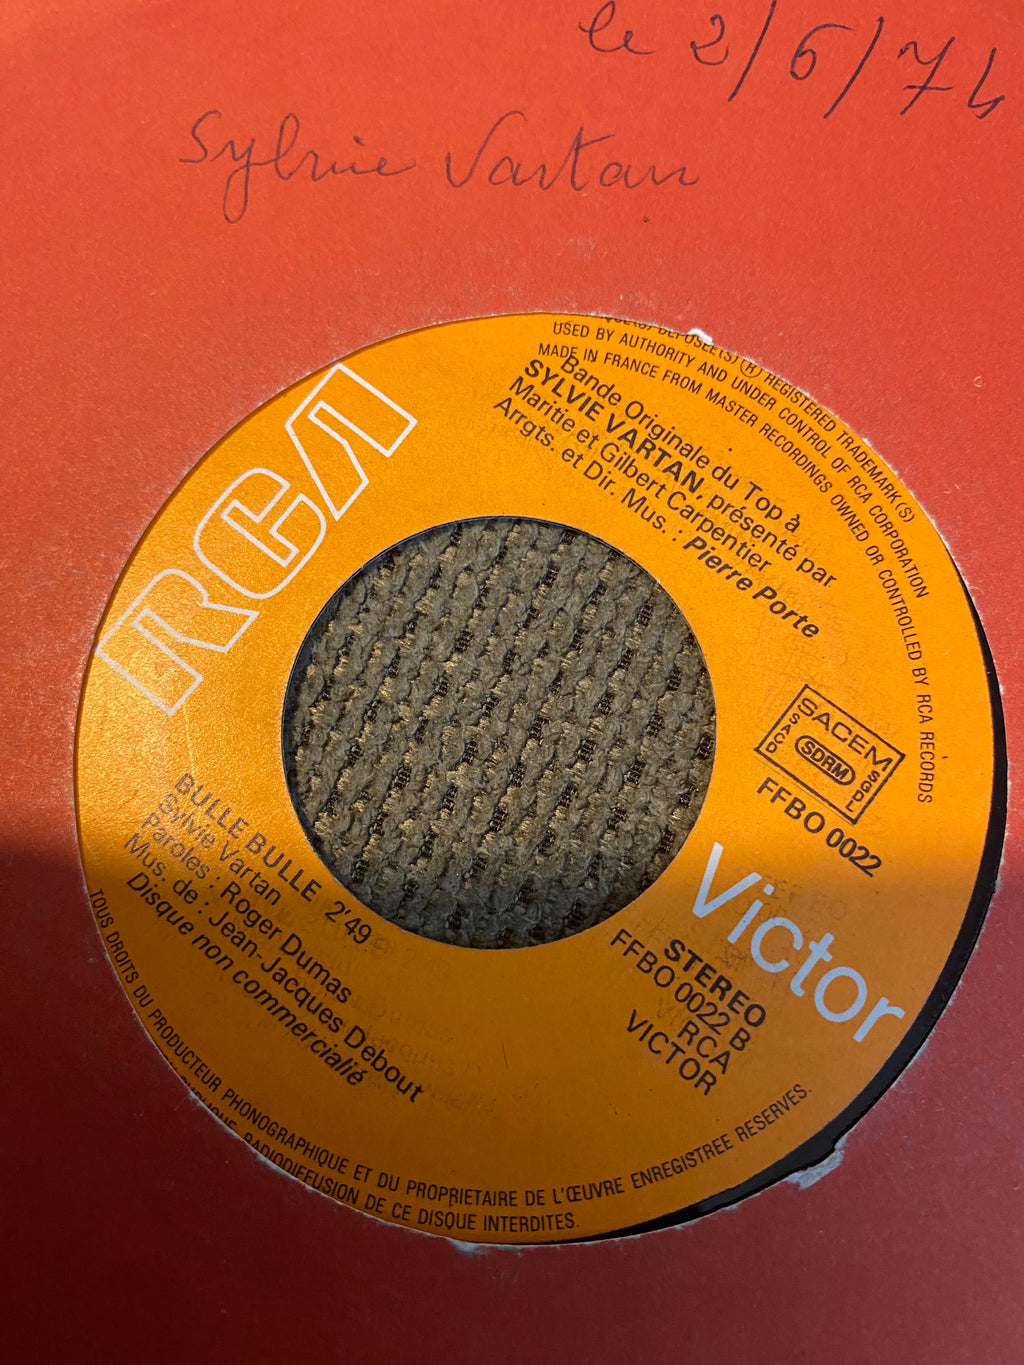 le 2/6/74
Sylvie Vartan
USED BY AUTHORITY AND UNDER CONTROL OF RCA CORPORATION
MADE IN FRANCE FROM MASTER RECORDINGS OWNED OR CONTROLLED BY RCA RECORDS
DEPOSEE(S) ® REGISTERED TRADEMARK(S)
RCA
Bande Originale du Top à
SYLVIE VARTAN, présenté par
Maritie et Gilbert Carpentier
Arrgts. et Dir. Mus. : Pierre Porte
SACEM
SACD
SDRM
SGDL
FFBO 0022
Victor
STEREO
FFBO 0022 B
RCA
VICTOR
BULLE BULLE 2'49
Sylvie Vartan
Paroles : Roger Dumas
Mus. de : Jean-Jacques Debout
Disque non commercialié
TOUS DROITS DU PRODUCTEUR PHONOGRAPHIQUE ET DU PROPRIETAIRE DE L'ŒUVRE ENREGISTREE RESERVES.
RADIODIFFUSION DE CE DISQUE INTERDITES.